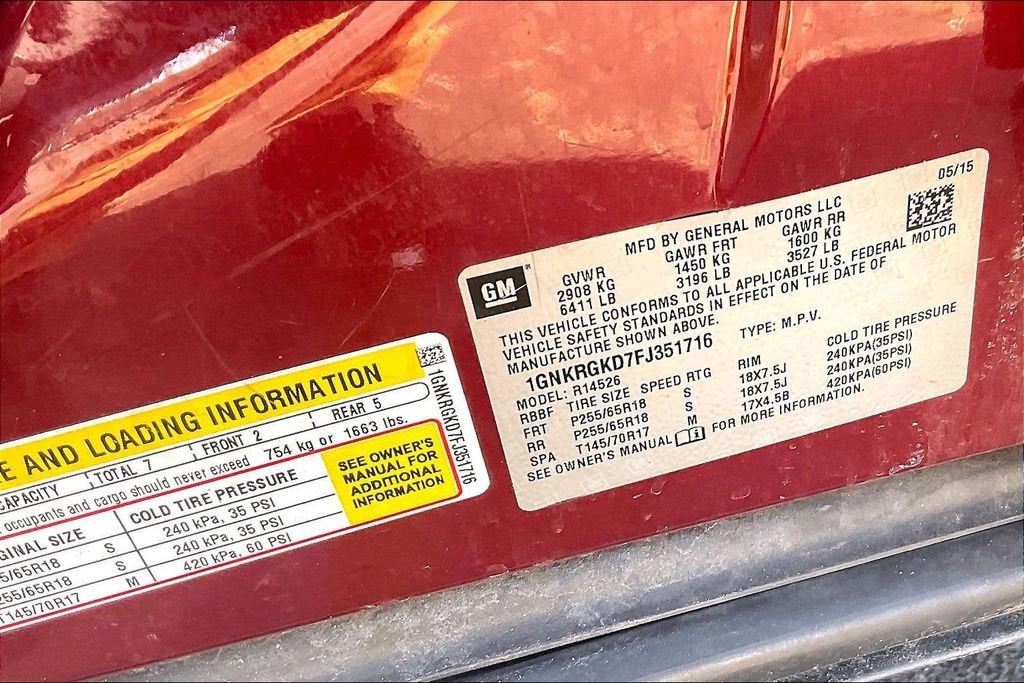 05/15
MFD BY GENERAL MOTORS LLC
GM
GVWR GAWR FRT GAWR RR
2908 KG 1450 KG 1600 KG
6411 LB 3196 LB 3527 LB
THIS VEHICLE CONFORMS TO ALL APPLICABLE U.S. FEDERAL MOTOR
VEHICLE SAFETY STANDARDS IN EFFECT ON THE DATE OF
MANUFACTURE SHOWN ABOVE.
1GNKRGKD7FJ351716 TYPE: M.P.V.
MODEL: R14526
RBBF TIRE SIZE SPEED RTG RIM COLD TIRE PRESSURE
FRT P255/65R18 S 18X7.5J 240KPA(35PSI)
RR P255/65R18 S 18X7.5J 240KPA(35PSI)
SPA T145/70R17 M 17X4.5B 420KPA(60PSI)
SEE OWNER'S MANUAL FOR MORE INFORMATION.
E AND LOADING INFORMATION
1GNKRGKD7FJ351716
CAPACITY TOTAL 7 FRONT 2 REAR 5
occupants and cargo should never exceed 754 kg or 1663 lbs.
GINAL SIZE COLD TIRE PRESSURE
55/65R18 S 240 kPa, 35 PSI
255/65R18 S 240 kPa, 35 PSI
T145/70R17 M 420 kPa, 60 PSI
SEE OWNER'S
MANUAL FOR
ADDITIONAL
INFORMATION